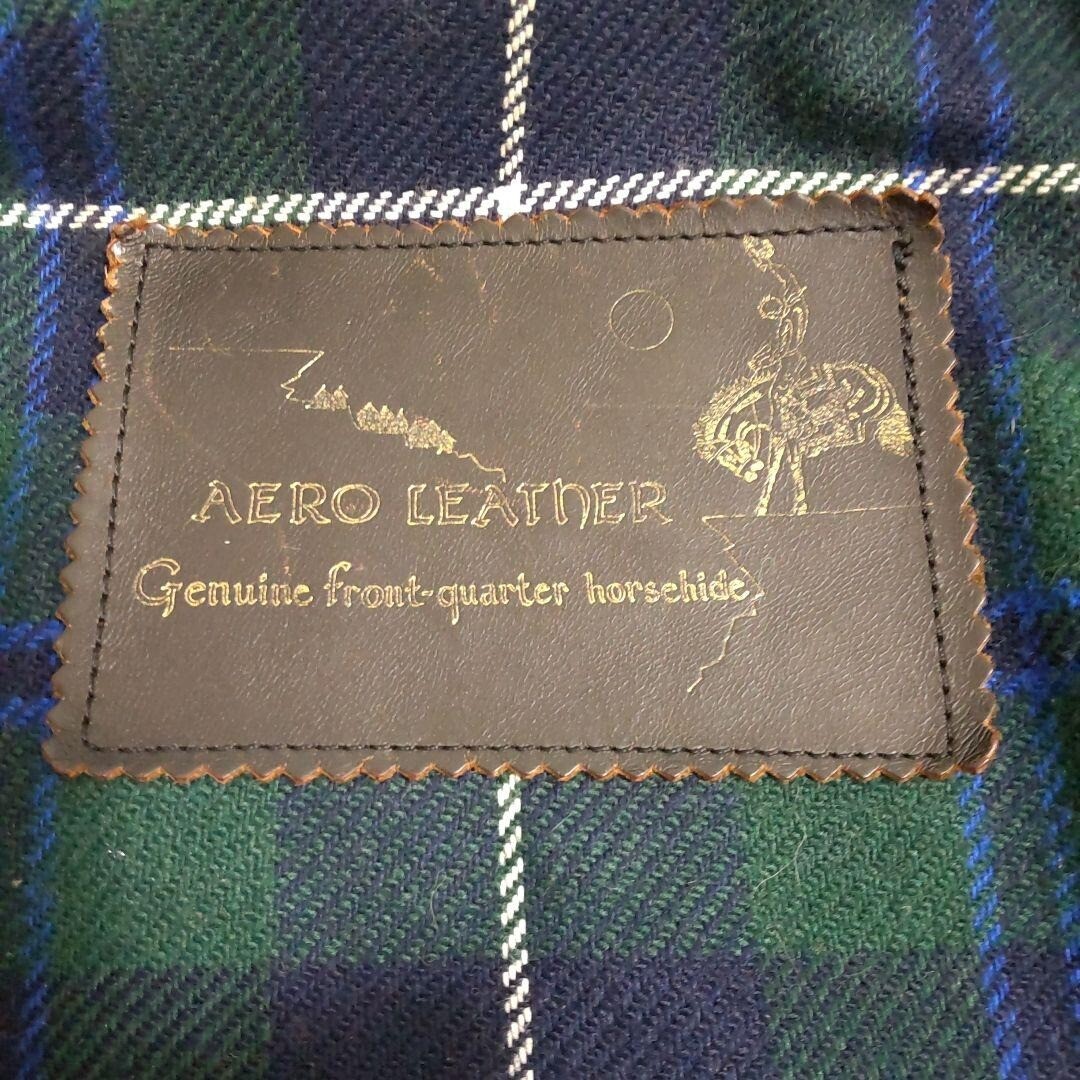 AERO LEATHER
Genuine front-quarter horsehide